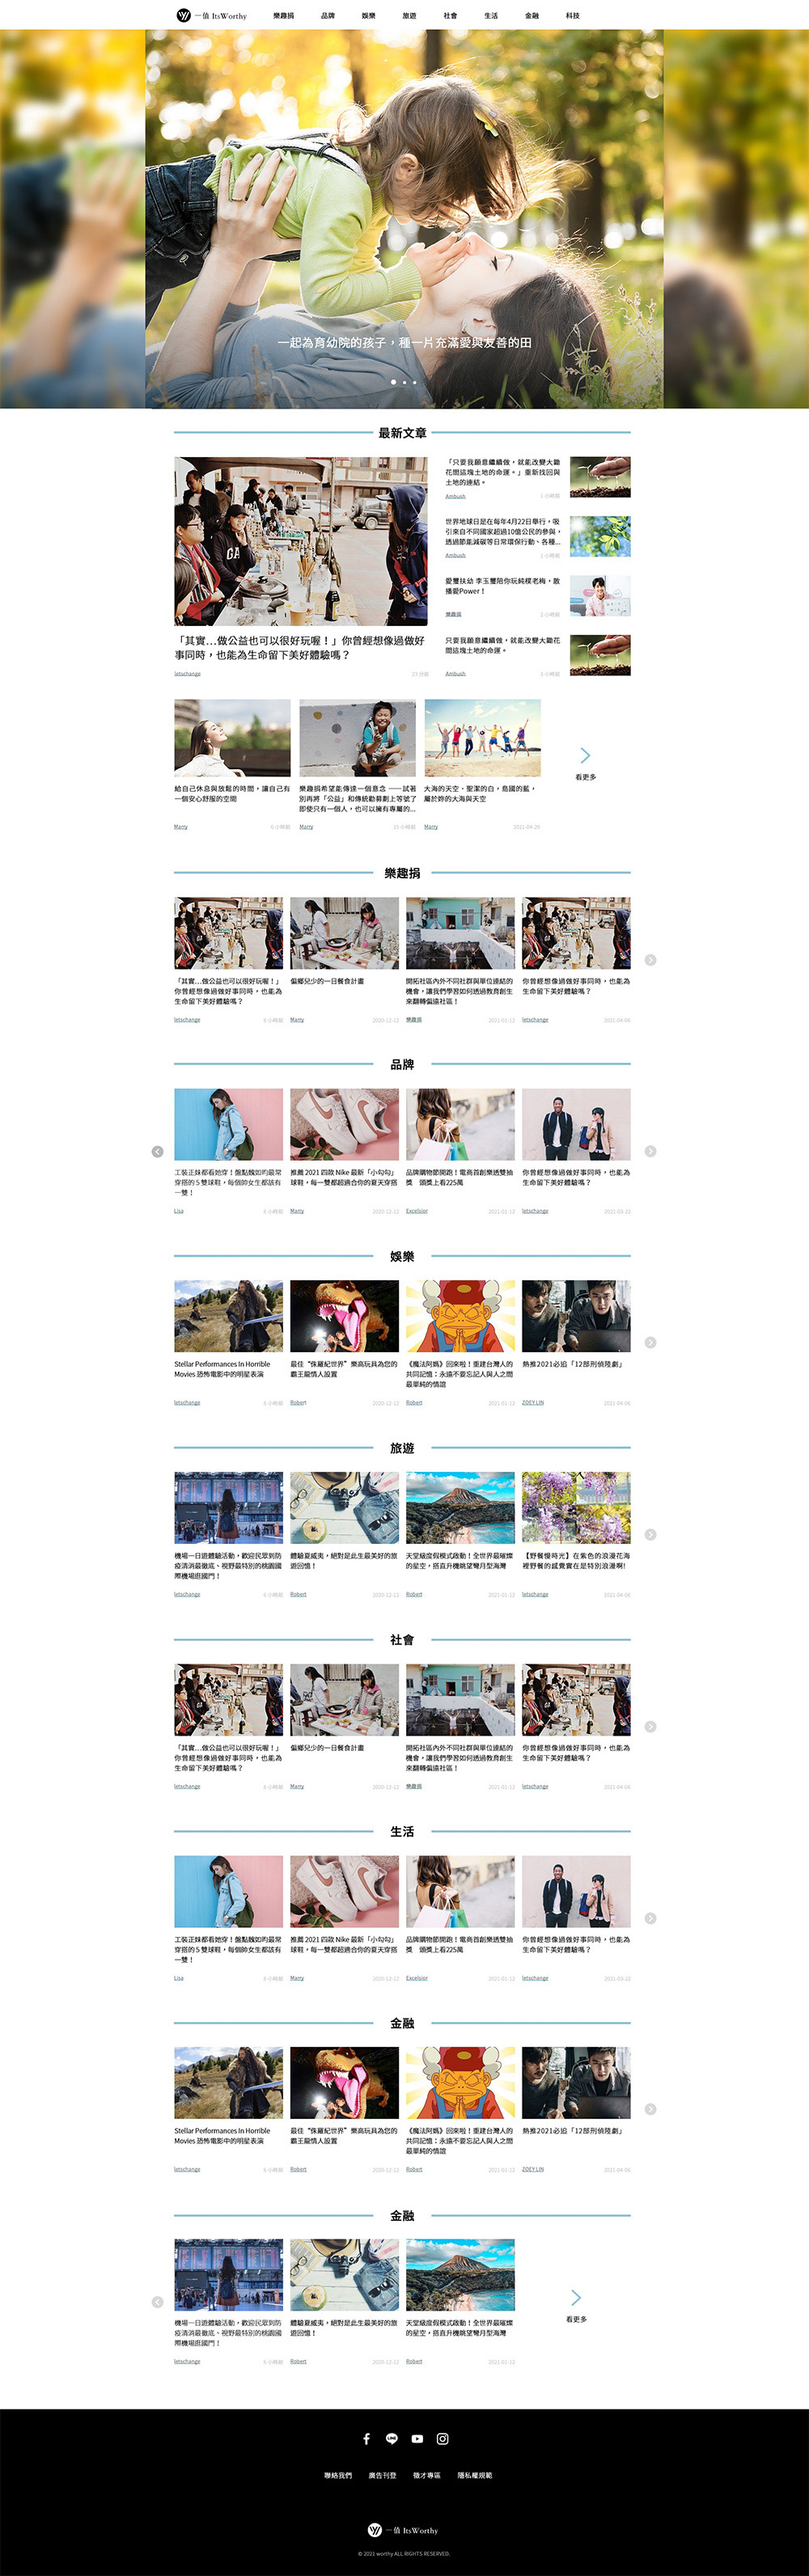 一值 ItsWorthy
樂趣捐
品牌
娛樂
旅遊
社會
生活
金融
科技
一起為育幼院的孩子，種一片充滿愛與友善的田
最新文章
「其實...做公益也可以很好玩喔！」你曾經想像過做好
事同時，也能為生命留下美好體驗嗎？
letschange
23 分前
「只要我願意繼續做，就能改變大鋤
花間這塊土地的命運。」重新找回與
土地的連結。
Ambush
1 小時前
世界地球日是在每年4月22日舉行，吸
引來自不同國家超過10億公民的參與，
透過節能減碳等日常環保行動、各種...
Ambush
1 小時前
愛璽扶幼 李玉璽陪你玩純樸老梅，散
播愛Power！
樂趣捐
2 小時前
只要我願意繼續做，就能改變大鋤花
間這塊土地的命運。
Ambush
3 小時前
給自己休息與放鬆的時間，讓自己有
一個安心舒服的空間
Marry
6 小時前
樂趣捐希望能傳達一個意念 ——試著
別再將「公益」和傳統勸募劃上等號了
即使只有一個人，也可以擁有專屬的...
Marry
15 小時前
大海的天空，聖潔的白，島國的藍，
屬於妳的大海與天空
Marry
2021-04-29
看更多
樂趣捐
「其實...做公益也可以很好玩喔！」
你曾經想像過做好事同時，也能為
生命留下美好體驗嗎？
letschange
6 小時前
偏鄉兒少的一日餐食計畫
Marry
2020-12-12
開拓社區內外不同社群與單位連結的
機會，讓我們學習如何透過教育創生
來翻轉偏遠社區！
樂趣捐
2021-01-12
你曾經想像過做好事同時，也能為
生命留下美好體驗嗎？
letschange
2021-04-06
品牌
工裝正妹都看她穿！盤點魏如昀最常
穿搭的５雙球鞋，每個帥女生都該有
一雙！
Lisa
6 小時前
推薦 2021 四款 Nike 最新「小勾勾」
球鞋，每一雙都超適合你的夏天穿搭
Marry
2020-12-12
品牌購物節開跑！電商首創樂透雙抽
獎　頭獎上看225萬
Excelsior
2021-01-12
你曾經想像過做好事同時，也能為
生命留下美好體驗嗎？
letschange
2021-03-22
娛樂
Stellar Performances In Horrible
Movies 恐怖電影中的明星表演
letschange
6 小時前
最佳“侏羅紀世界”樂高玩具為您的
霸王龍情人設置
Robert
2020-12-12
《魔法阿媽》回來啦！重建台灣人的
共同記憶：永遠不要忘記人與人之間
最單純的情誼
Robert
2021-01-12
熱推2021必追「12部刑偵陸劇」
ZOEY LIN
2021-04-06
旅遊
機場一日遊體驗活動，歡迎民眾到防
疫清消最徹底、視野最特別的桃園國
際機場逛國門！
letschange
6 小時前
體驗夏威夷，絕對是此生最美好的旅
遊回憶！
Robert
2020-12-12
天堂級度假模式啟動！全世界最璀璨
的星空，搭直升機眺望彎月型海灣
Robert
2021-01-12
【野餐慢時光】在紫色的浪漫花海
裡野餐的感覺實在是特別浪漫啊!
letschange
2021-04-06
社會
「其實...做公益也可以很好玩喔！」
你曾經想像過做好事同時，也能為
生命留下美好體驗嗎？
letschange
6 小時前
偏鄉兒少的一日餐食計畫
Marry
2020-12-12
開拓社區內外不同社群與單位連結的
機會，讓我們學習如何透過教育創生
來翻轉偏遠社區！
樂趣捐
2021-01-12
你曾經想像過做好事同時，也能為
生命留下美好體驗嗎？
letschange
2021-04-06
生活
工裝正妹都看她穿！盤點魏如昀最常
穿搭的５雙球鞋，每個帥女生都該有
一雙！
Lisa
6 小時前
推薦 2021 四款 Nike 最新「小勾勾」
球鞋，每一雙都超適合你的夏天穿搭
Marry
2020-12-12
品牌購物節開跑！電商首創樂透雙抽
獎　頭獎上看225萬
Excelsior
2021-01-12
你曾經想像過做好事同時，也能為
生命留下美好體驗嗎？
letschange
2021-03-22
金融
Stellar Performances In Horrible
Movies 恐怖電影中的明星表演
letschange
6 小時前
最佳“侏羅紀世界”樂高玩具為您的
霸王龍情人設置
Robert
2020-12-12
《魔法阿媽》回來啦！重建台灣人的
共同記憶：永遠不要忘記人與人之間
最單純的情誼
Robert
2021-01-12
熱推2021必追「12部刑偵陸劇」
ZOEY LIN
2021-04-06
金融
機場一日遊體驗活動，歡迎民眾到防
疫清消最徹底、視野最特別的桃園國
際機場逛國門！
letschange
6 小時前
體驗夏威夷，絕對是此生最美好的旅
遊回憶！
Robert
2020-12-12
天堂級度假模式啟動！全世界最璀璨
的星空，搭直升機眺望彎月型海灣
Robert
2021-01-12
看更多
聯絡我們
廣告刊登
徵才專區
隱私權規範
一值 ItsWorthy
© 2021 worthy ALL RIGHTS RESERVED.